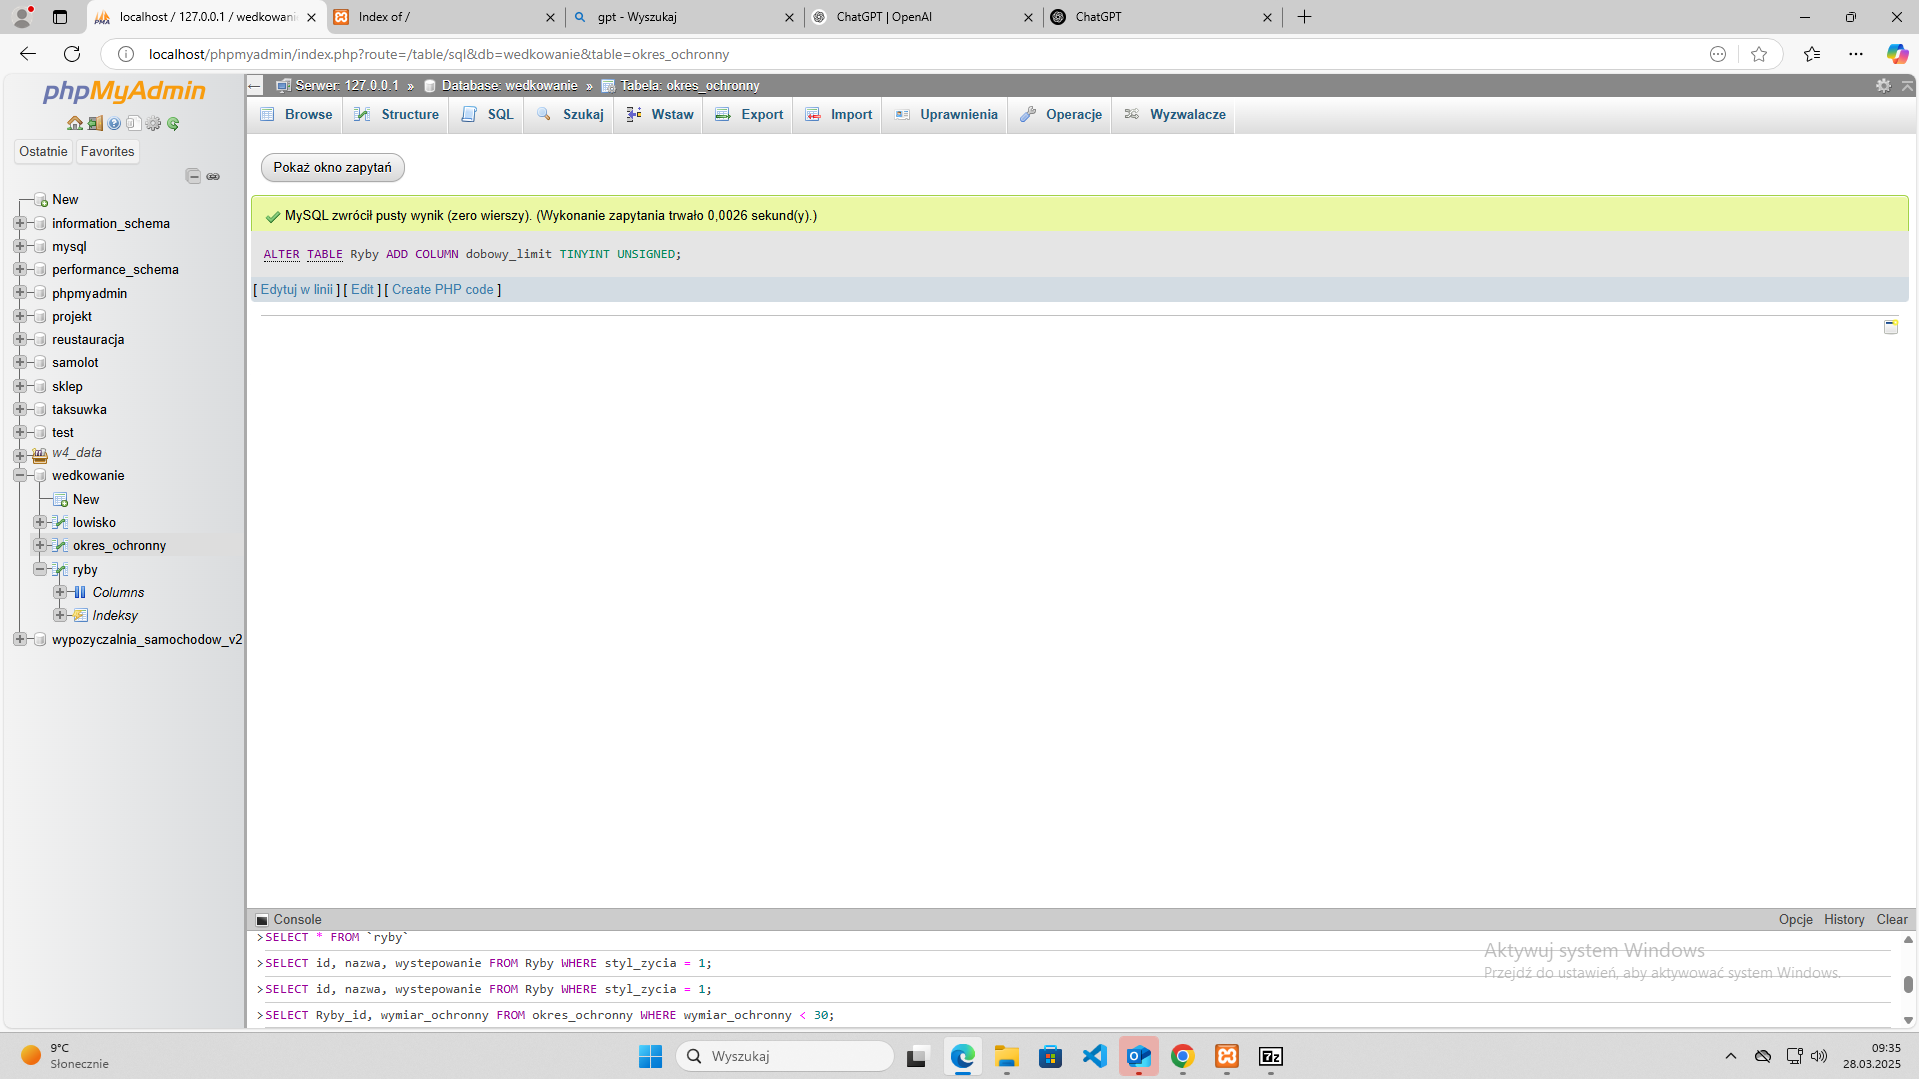 localhost / 127.0.0.1 / wedkowani
Index of /
gpt - Wyszukaj
ChatGPT | OpenAI
ChatGPT
localhost/phpmyadmin/index.php?route=/table/sql&db=wedkowanie&table=okres_ochronny
phpMyAdmin
Ostatnie
Favorites
New
information_schema
mysql
performance_schema
phpmyadmin
projekt
reustauracja
samolot
sklep
taksuwka
test
w4_data
wedkowanie
New
lowisko
okres_ochronny
ryby
Columns
Indeksy
wypozyczalnia_samochodow_v2
Serwer: 127.0.0.1 » Database: wedkowanie » Tabela: okres_ochronny
Browse
Structure
SQL
Szukaj
Wstaw
Export
Import
Uprawnienia
Operacje
Wyzwalacze
Pokaż okno zapytań
MySQL zwrócił pusty wynik (zero wierszy). (Wykonanie zapytania trwało 0,0026 sekund(y).)
ALTER TABLE Ryby ADD COLUMN dobowy_limit TINYINT UNSIGNED;
[ Edytuj w linii ] [ Edit ] [ Create PHP code ]
Console
Opcje
History
Clear
>SELECT * FROM `ryby`
>SELECT id, nazwa, wystepowanie FROM Ryby WHERE styl_zycia = 1;
>SELECT id, nazwa, wystepowanie FROM Ryby WHERE styl_zycia = 1;
>SELECT Ryby_id, wymiar_ochronny FROM okres_ochronny WHERE wymiar_ochronny < 30;
Aktywuj system Windows
Przejdź do ustawień, aby aktywować system Windows.
9°C
Słonecznie
Wyszukaj
09:35
28.03.2025